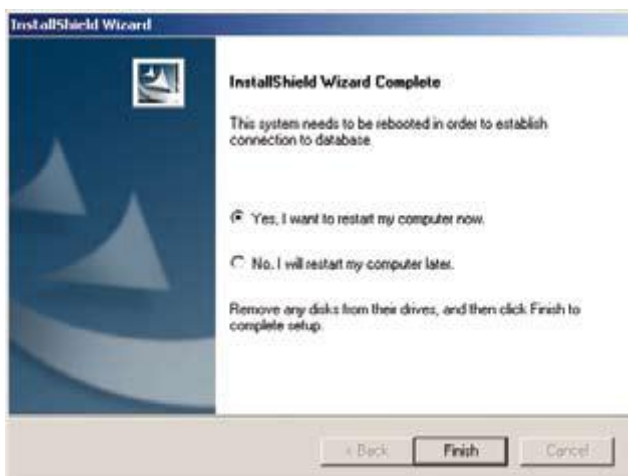 InstallShield Wizard
InstallShield Wizard Complete
This system needs to be rebooted in order to establish
connection to database
Yes, I want to restart my computer now.
No, I will restart my computer later.
Remove any disks from their drives, and then click Finish to
complete setup.
< Back
Finish
Cancel